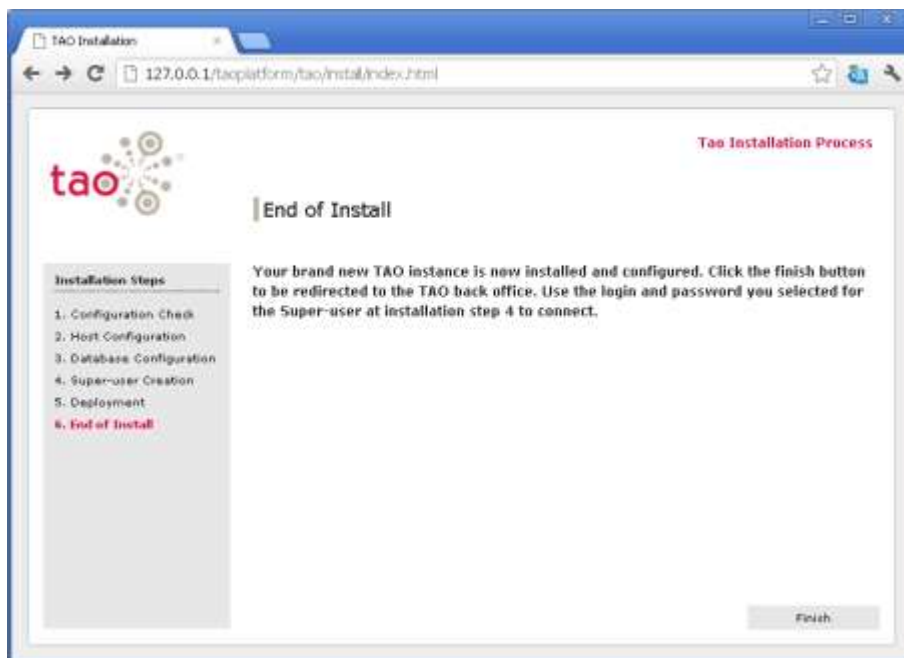 TAO Installation
127.0.0.1/taoplatform/tao/install/index.html
tao
Tao Installation Process
End of Install
Installation Steps
1. Configuration Check
2. Host Configuration
3. Database Configuration
4. Super-user Creation
5. Deployment
6. End of Install
Your brand new TAO instance is now installed and configured. Click the finish button
to be redirected to the TAO back office. Use the login and password you selected for
the Super-user at installation step 4 to connect.
Finish